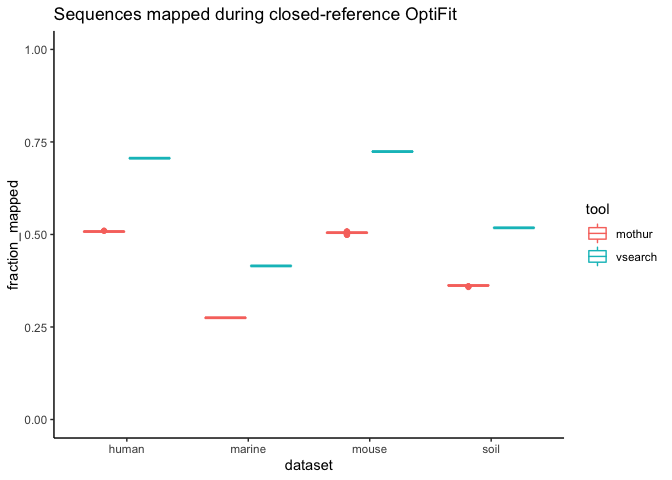 Sequences mapped during closed-reference OptiFit
1.00
0.75
0.50
0.25
0.00
fraction_mapped
human
marine
mouse
soil
dataset
tool
mothur
vsearch